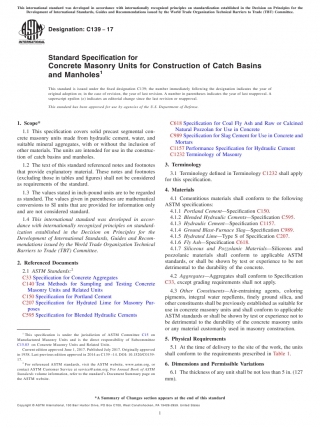 This international standard was developed in accordance with internationally recognized principles on standardization established in the Decision on Principles for the
Development of International Standards, Guides and Recommendations issued by the World Trade Organization Technical Barriers to Trade (TBT) Committee.
Designation: C139 − 17
Standard Specification for
Concrete Masonry Units for Construction of Catch Basins
and Manholes1
This standard is issued under the fixed designation C139; the number immediately following the designation indicates the year of
original adoption or, in the case of revision, the year of last revision. A number in parentheses indicates the year of last reapproval. A
superscript epsilon (ε) indicates an editorial change since the last revision or reapproval.
This standard has been approved for use by agencies of the U.S. Department of Defense.
1. Scope*
1.1 This specification covers solid precast segmental con-
crete masonry units made from hydraulic cement, water, and
suitable mineral aggregates, with or without the inclusion of
other materials. The units are intended for use in the construc-
tion of catch basins and manholes.
1.2 The text of this standard references notes and footnotes
that provide explanatory material. These notes and footnotes
(excluding those in tables and figures) shall not be considered
as requirements of the standard.
1.3 The values stated in inch-pound units are to be regarded
as standard. The values given in parentheses are mathematical
conversions to SI units that are provided for information only
and are not considered standard.
1.4 This international standard was developed in accor-
dance with internationally recognized principles on standard-
ization established in the Decision on Principles for the
Development of International Standards, Guides and Recom-
mendations issued by the World Trade Organization Technical
Barriers to Trade (TBT) Committee.
2. Referenced Documents
2.1 ASTM Standards:2
C33 Specification for Concrete Aggregates
C140 Test Methods for Sampling and Testing Concrete
Masonry Units and Related Units
C150 Specification for Portland Cement
C207 Specification for Hydrated Lime for Masonry Pur-
poses
C595 Specification for Blended Hydraulic Cements
1 This specification is under the jurisdiction of ASTM Committee C15 on
Manufactured Masonry Units and is the direct responsibility of Subcommittee
C15.03 on Concrete Masonry Units and Related Units.
Current edition approved June 1, 2017. Published July 2017. Originally approved
in 1939. Last previous edition approved in 2014 as C139 – 14. DOI: 10.1520/C0139-
17.
2 For referenced ASTM standards, visit the ASTM website, www.astm.org, or
contact ASTM Customer Service at service@astm.org. For Annual Book of ASTM
Standards volume information, refer to the standard's Document Summary page on
the ASTM website.
C618 Specification for Coal Fly Ash and Raw or Calcined
Natural Pozzolan for Use in Concrete
C989 Specification for Slag Cement for Use in Concrete and
Mortars
C1157 Performance Specification for Hydraulic Cement
C1232 Terminology of Masonry
3. Terminology
3.1 Terminology defined in Terminology C1232 shall apply
for this specification.
4. Materials
4.1 Cementitious materials shall conform to the following
ASTM specifications:
4.1.1 Portland Cement—Specification C150.
4.1.2 Blended Hydraulic Cements—Specification C595.
4.1.3 Hydraulic Cement—Specification C1157.
4.1.4 Ground Blast-Furnace Slag—Specification C989.
4.1.5 Hydrated Lime—Type S of Specification C207.
4.1.6 Fly Ash—Specification C618.
4.1.7 Siliceous and Pozzolanic Materials—Siliceous and
pozzolanic materials shall conform to applicable ASTM
standards, or shall be shown by test or experience to be not
detrimental to the durability of the concrete.
4.2 Aggregates—Aggregates shall conform to Specification
C33, except grading requirements shall not apply.
4.3 Other Constituents—Air-entraining agents, coloring
pigments, integral water repellents, finely ground silica, and
other constituents shall be previously established as suitable for
use in concrete masonry units and shall conform to applicable
ASTM standards or shall be shown by test or experience not to
be detrimental to the durability of the concrete masonry units
or any material customarily used in masonry construction.
5. Physical Requirements
5.1 At the time of delivery to the site of the work, the units
shall conform to the requirements prescribed in Table 1.
6. Dimensions and Permissible Variations
6.1 The thickness of any unit shall be not less than 5 in. (127
mm).
*A Summary of Changes section appears at the end of this standard
Copyright © ASTM International, 100 Barr Harbor Drive, PO Box C700, West Conshohocken, PA 19428-2959. United States
1